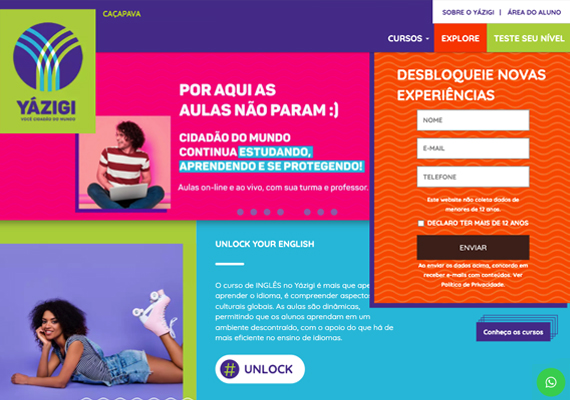 CAÇAPAVA
SOBRE O YÁZIGI | ÁREA DO ALUNO
CURSOS
EXPLORE
TESTE SEU NÍVEL
YÁZIGI
VOCÊ CIDADÃO DO MUNDO
POR AQUI AS
AULAS NÃO PARAM :)
CIDADÃO DO MUNDO
CONTINUA ESTUDANDO,
APRENDENDO E SE PROTEGENDO!
Aulas on-line e ao vivo, com sua turma e professor.
DESBLOQUEIE NOVAS
EXPERIÊNCIAS
NOME
E-MAIL
TELEFONE
Este website não coleta dados de
menores de 12 anos.
DECLARO TER MAIS DE 12 ANOS
ENVIAR
Ao enviar os dados acima, concordo em
receber e-mails com conteúdos. Ver
Política de Privacidade.
UNLOCK YOUR ENGLISH
O curso de INGLÊS no Yázigi é mais que ape
aprender o idioma, é compreender aspectos
culturais globais. As aulas são dinâmicas,
permitindo que os alunos aprendam em um
ambiente descontraído, com o apoio do que há de
mais eficiente no ensino de idiomas.
# UNLOCK
Conheça os cursos